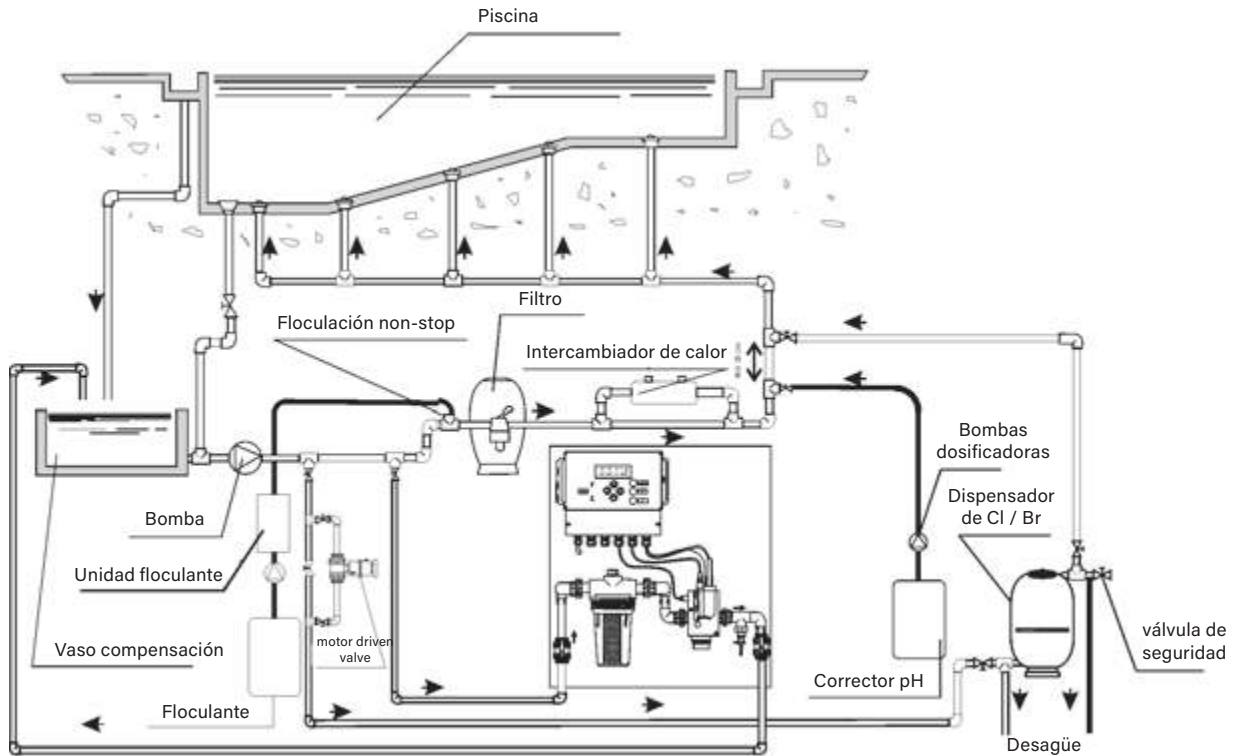 Piscina
Filtro
Floculación non-stop
Intercambiador de calor
Bombas
dosificadoras
Dispensador
de Cl / Br
Bomba
Unidad floculante
motor driven
valve
Vaso compensación
válvula de
seguridad
Corrector pH
Floculante
Desagüe